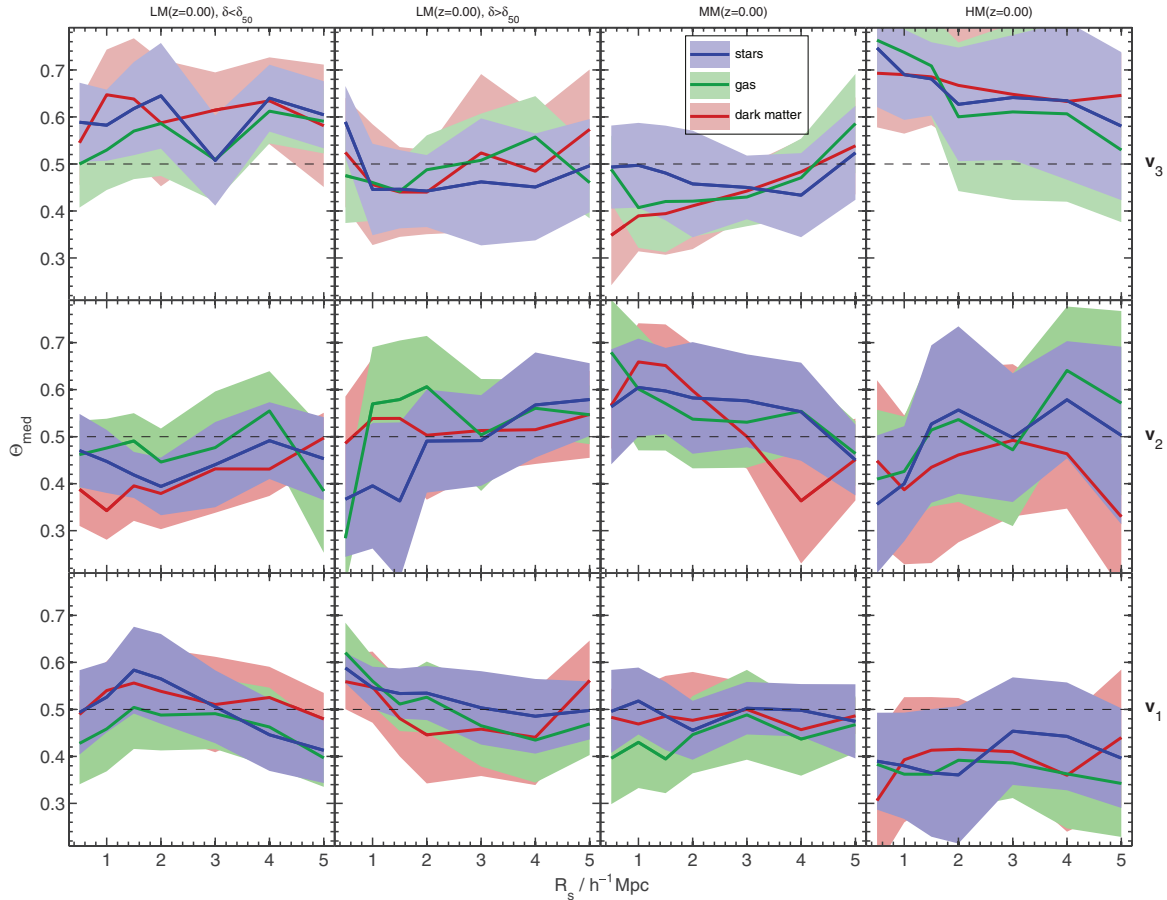 LM(z=0.00), δ<δ50
LM(z=0.00), δ>δ50
MM(z=0.00)
HM(z=0.00)
stars
gas
dark matter
0.7
0.6
0.5
0.4
0.3
v3
0.7
0.6
0.5
0.4
0.3
Θmed
v2
0.7
0.6
0.5
0.4
0.3
v1
1 2 3 4 5
1 2 3 4 5
1 2 3 4 5
1 2 3 4 5
Rs / h−1 Mpc